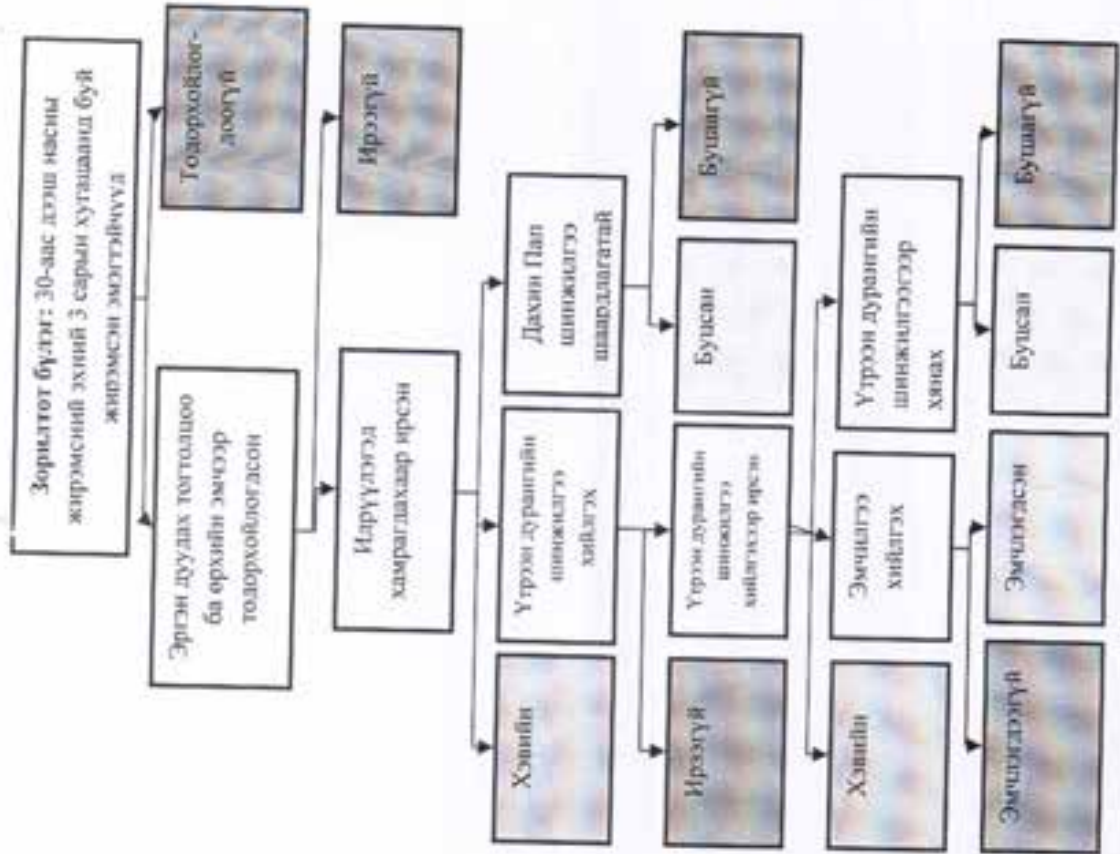 Зорилтот бүлэг: 30-аас дээш насны
жирэмсний эхний 3 сарын хугацаанд буй
жирэмсэн эмэгтэйчүүд
Эргэн дуулах тогтолцоо
ба өрхийн эмчээр
тодорхойлогдсон
Тодорхойлог-
доогүй
Илрүүлэгэд
хамрагдахаар ирсэн
Ирээгүй
Хэвийн
Үтрээн дурангийн
шинжилгээ
хийлгэх
Дахин Пап
шинжилгээ
шаардлагатай
Ирээгүй
Үтрээн дурангийн
шинжилгээ
хийлгэхээр ирсэн
Буцсан
Буцаагүй
Хэвийн
Эмчилгээ
хийлгэх
Үтрээн дурангийн
шинжилгээгээр
хянах
Эмчлэгдээгүй
Эмчлэгдсэн
Буцсан
Буцаагүй